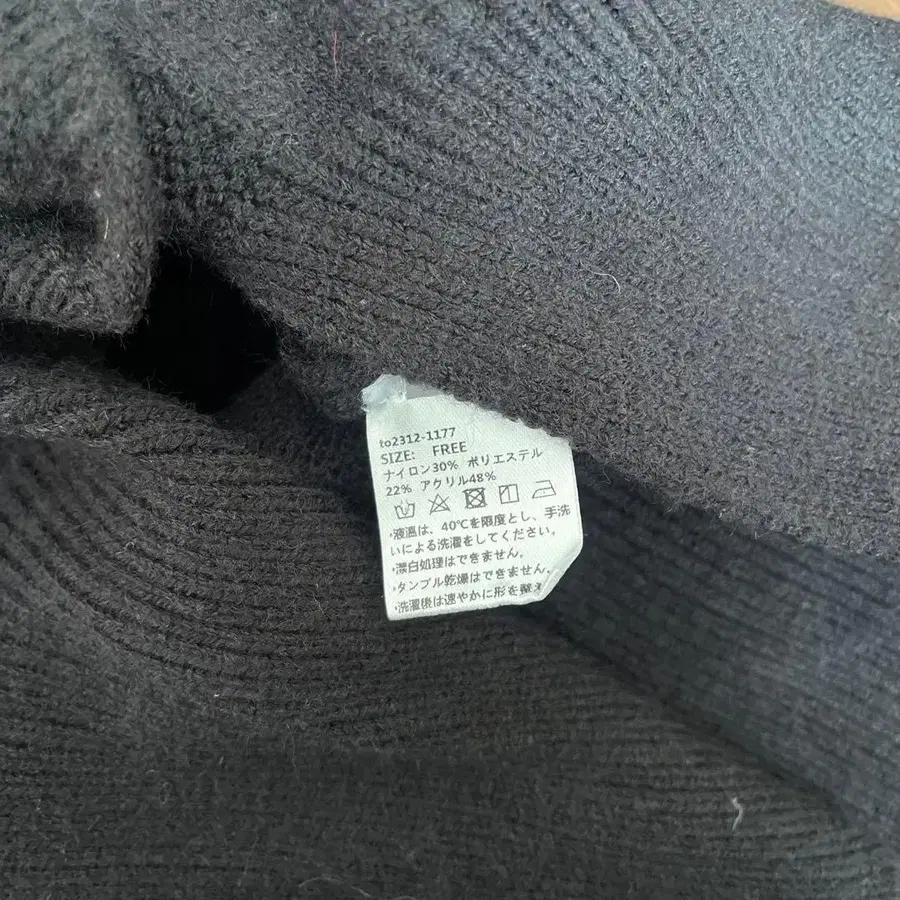 to2312-1177
SIZE: FREE
ナイロン30% ポリエステル
22% アクリル48%
・液温は、40℃を限度とし、手洗
いによる洗濯をしてください。
・漂白処理はできません。
・タンブル乾燥はできません。
・洗濯後は速やかに形を整え